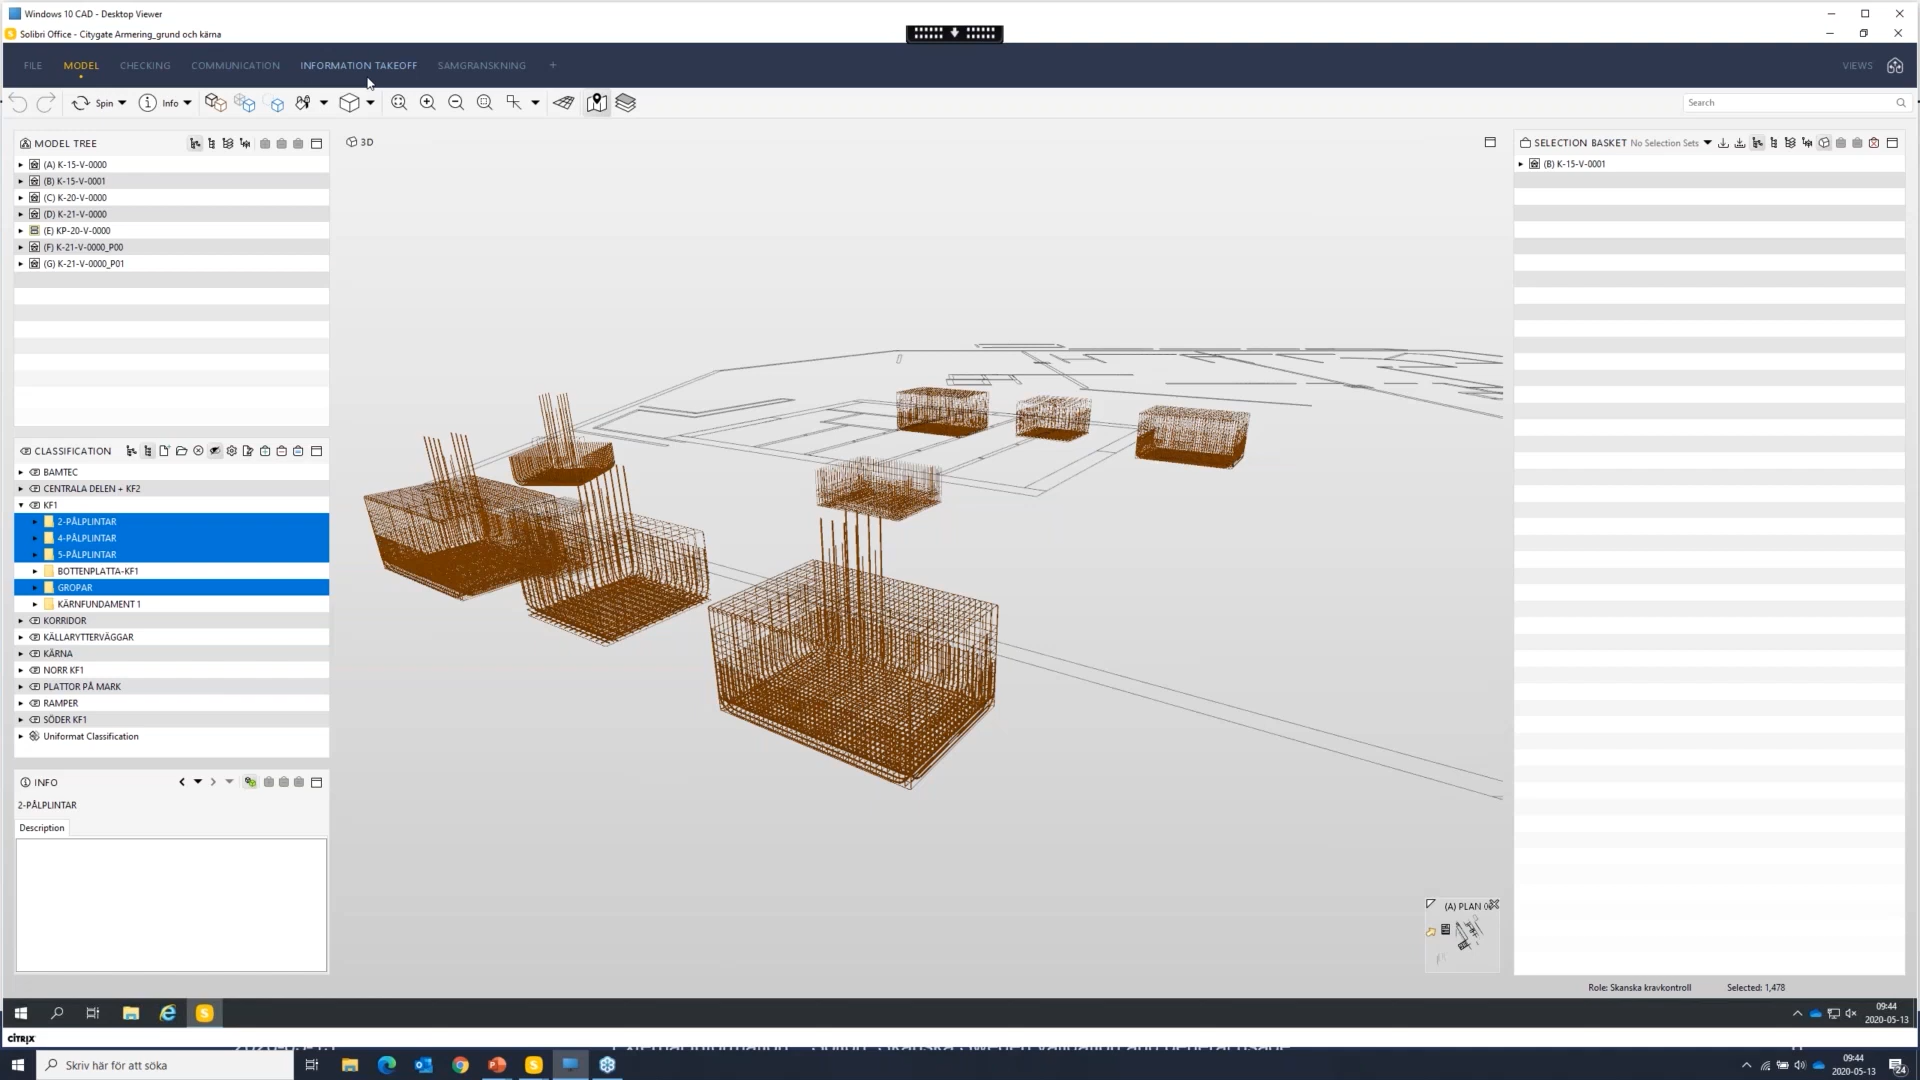 Windows 10 CAD - Desktop Viewer
Solibri Office - Citygate Armering_grund och kärna
FILE MODEL CHECKING COMMUNICATION INFORMATION TAKEOFF SAMGRANSKNING + VIEWS
Spin Info Search
MODEL TREE
(A) K-15-V-0000
(B) K-15-V-0001
(C) K-20-V-0000
(D) K-21-V-0000
(E) KP-20-V-0000
(F) K-21-V-0000_P00
(G) K-21-V-0000_P01
CLASSIFICATION
BAMTEC
CENTRALA DELEN + KF2
KF1
2-PÅLPLINTAR
4-PÅLPLINTAR
5-PÅLPLINTAR
BOTTENPLATTA-KF1
GROPAR
KÄRNFUNDAMENT 1
KORRIDOR
KÄLLARYTTERVÄGGAR
KÄRNA
NORR KF1
PLATTOR PÅ MARK
RAMPER
SÖDER KF1
Uniformat Classification
INFO
2-PÅLPLINTAR
Description
3D
(A) PLAN
SELECTION BASKET No Selection Sets
(B) K-15-V-0001
Role: Skanska kravkontroll Selected: 1,478
09:44
2020-05-13
CITRIX
Skriv här för att söka
09:44
2020-05-13
24